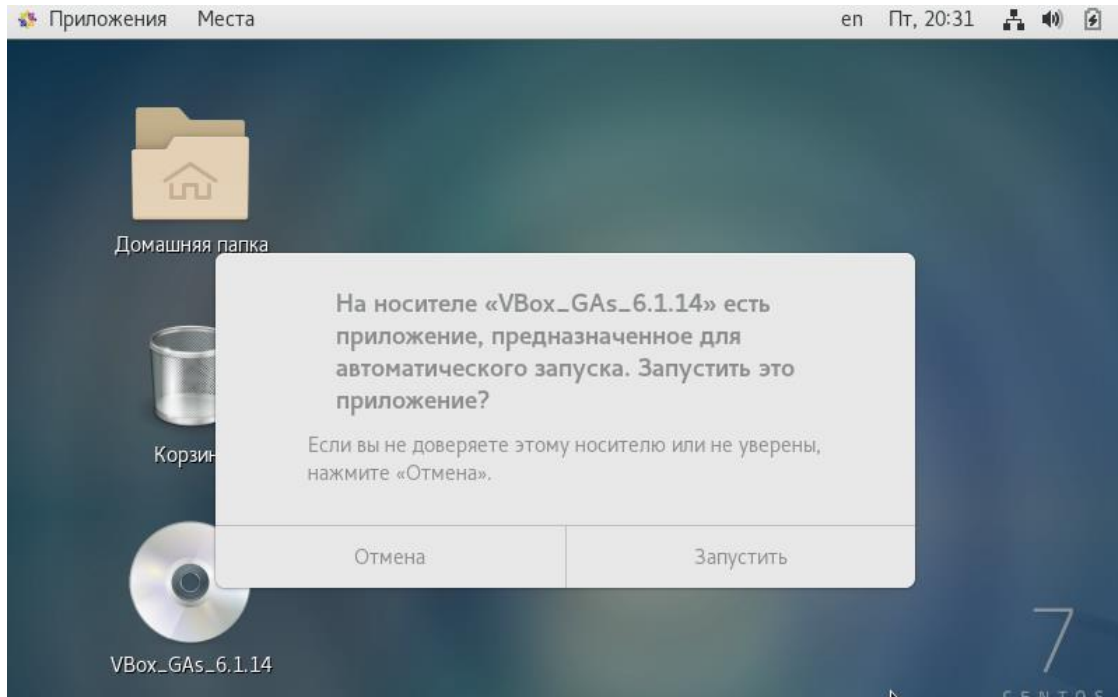 Приложения Места en Пт, 20:31
Домашняя папка
На носителе «VBox_GAs_6.1.14» есть
приложение, предназначенное для
автоматического запуска. Запустить это
приложение?
Если вы не доверяете этому носителю или не уверены,
нажмите «Отмена».
Отмена Запустить
Корзин
VBox_GAs_6.1.14
7
CENTOS